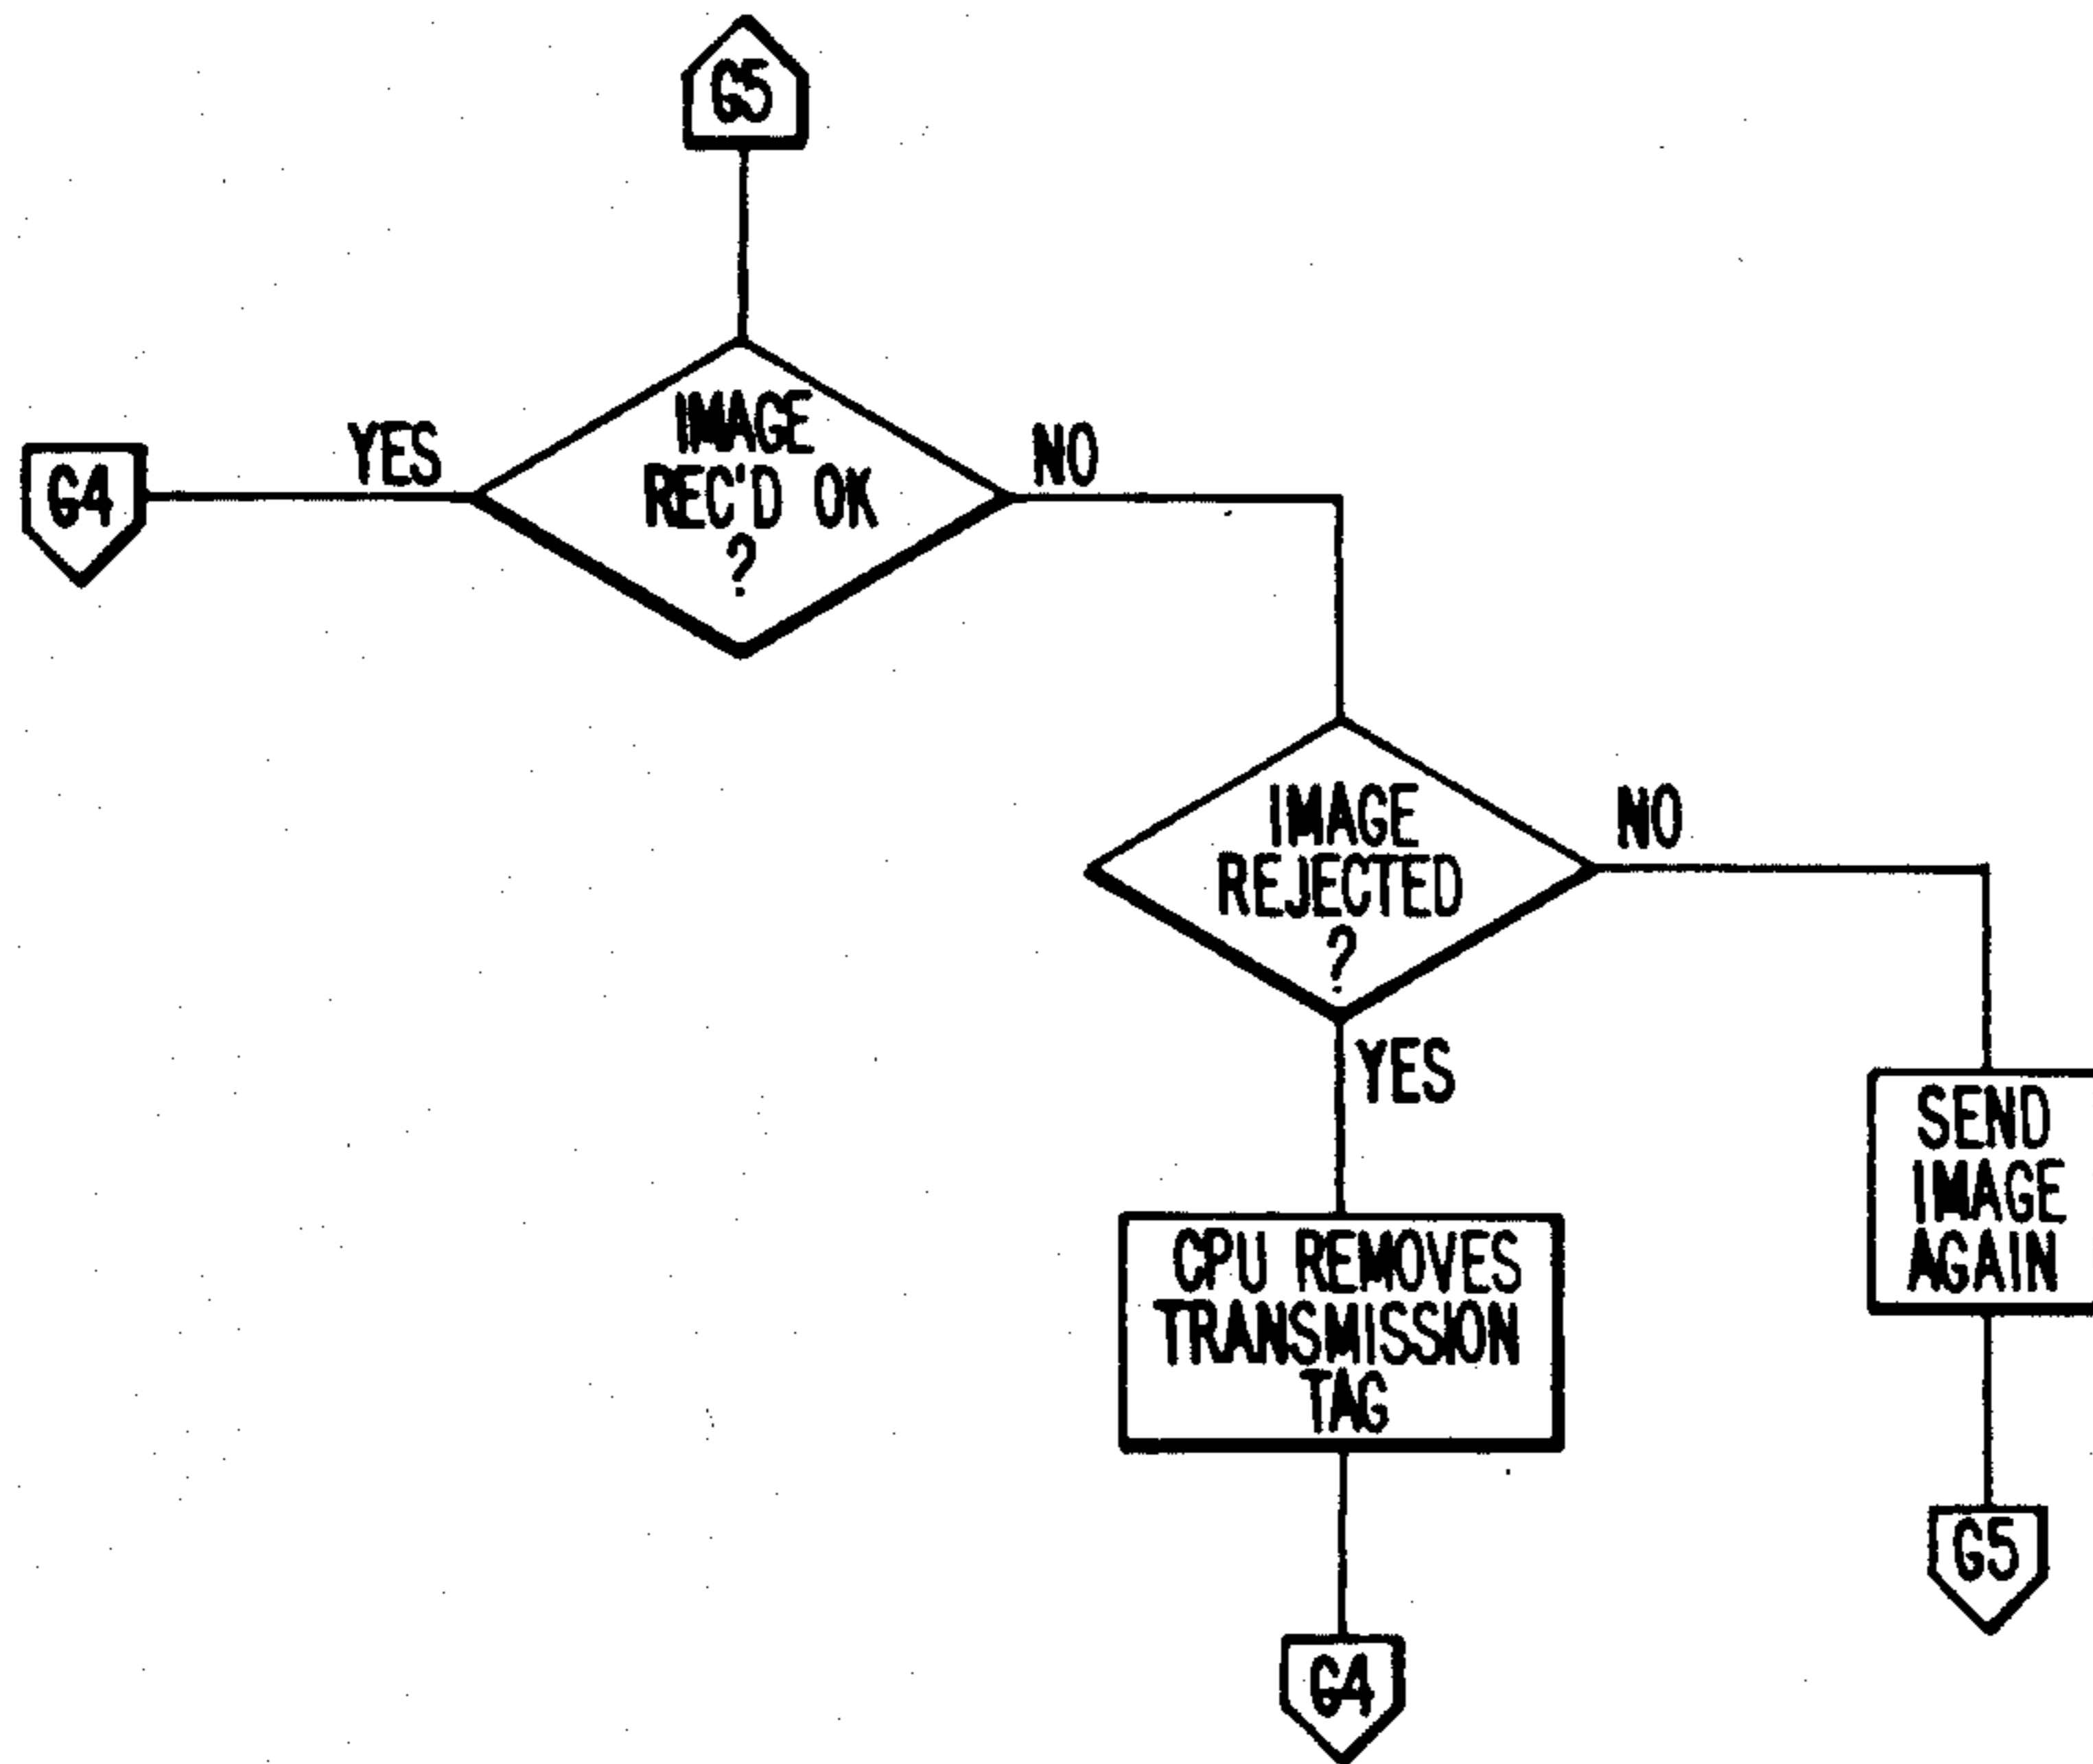 G5
IMAGE
REC'D OK
?
YES
NO
G4
IMAGE
REJECTED
?
NO
YES
SEND
IMAGE
AGAIN
CPU REMOVES
TRANSMISSION
TAG
G5
G4